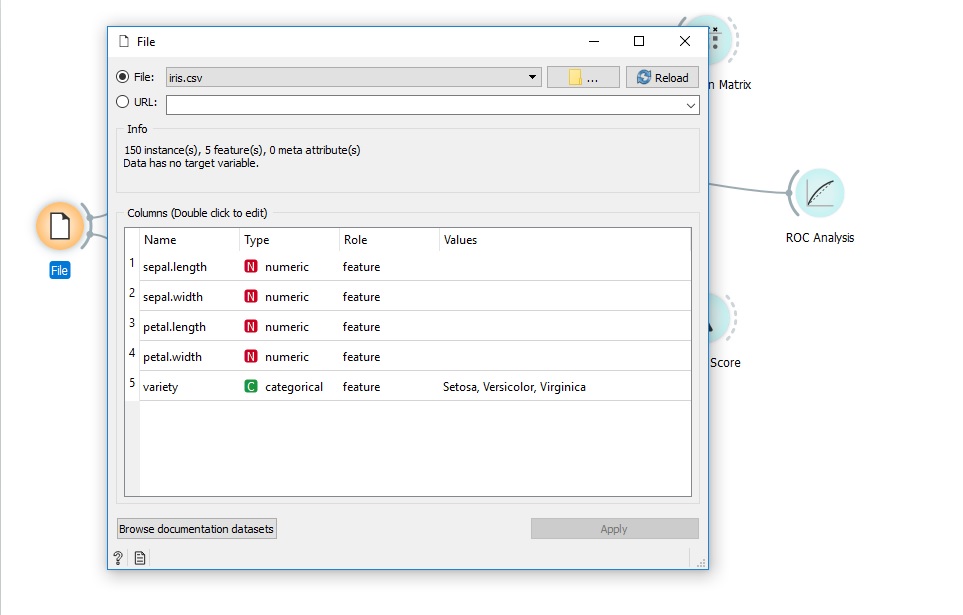 File
File: iris.csv ... Reload
URL:
Info
150 instance(s), 5 feature(s), 0 meta attribute(s)
Data has no target variable.
Columns (Double click to edit)
Name Type Role Values
1 sepal.length N numeric feature
2 sepal.width N numeric feature
3 petal.length N numeric feature
4 petal.width N numeric feature
5 variety C categorical feature Setosa, Versicolor, Virginica
Browse documentation datasets Apply
?
File
n Matrix
ROC Analysis
Score